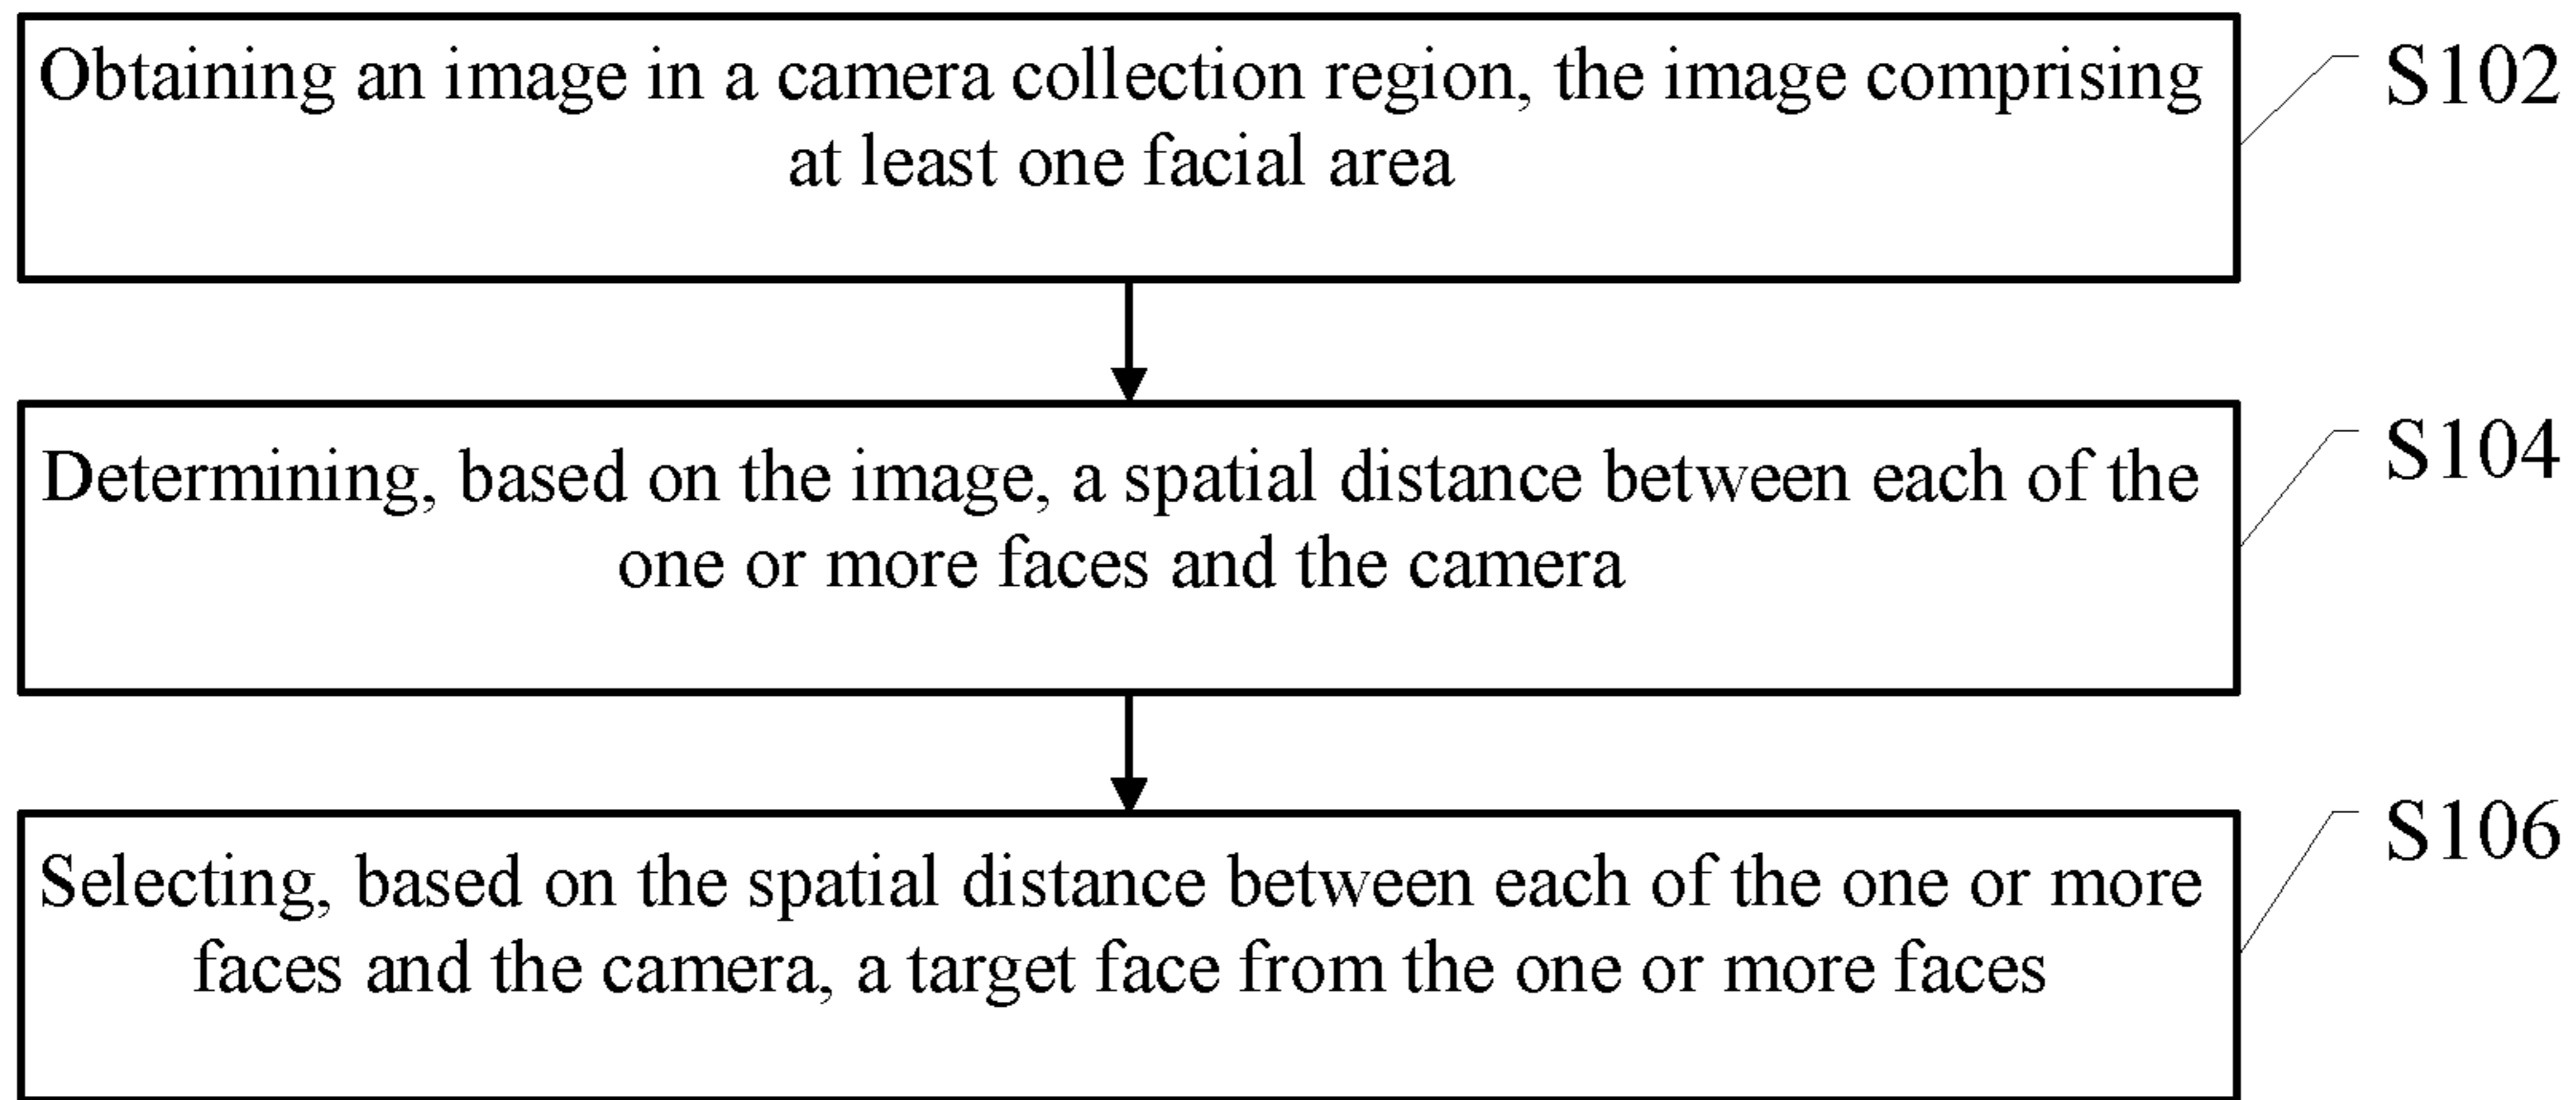 Obtaining an image in a camera collection region, the image comprising
at least one facial area
S102
Determining, based on the image, a spatial distance between each of the
one or more faces and the camera
S104
Selecting, based on the spatial distance between each of the one or more
faces and the camera, a target face from the one or more faces
S106